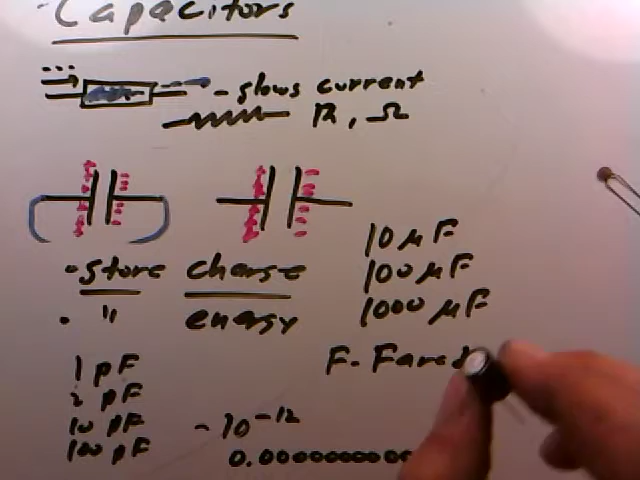 Capacitors
- slows current
R, Ω
10 µF
100 µF
1000 µF
• store charge
• " energy
F - Farad
1 pF
2 pF
10 pF
100 pF
~ 10⁻¹²
0.0000000000